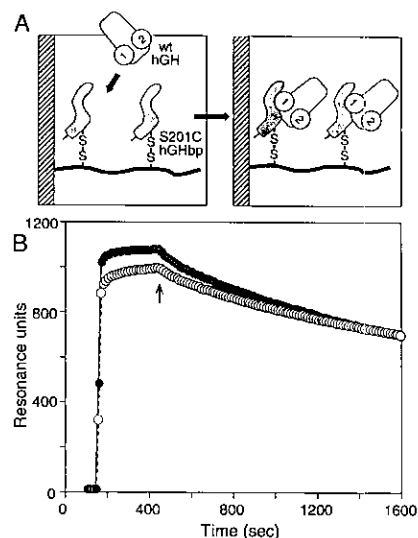 A
2
1
wt
hGH
S201C
hGHbp
S
S
S
S
1
2
1
2
S
S
S
S
B
Resonance units
1200
800
400
0
0 400 800 1200 1600
Time (sec)